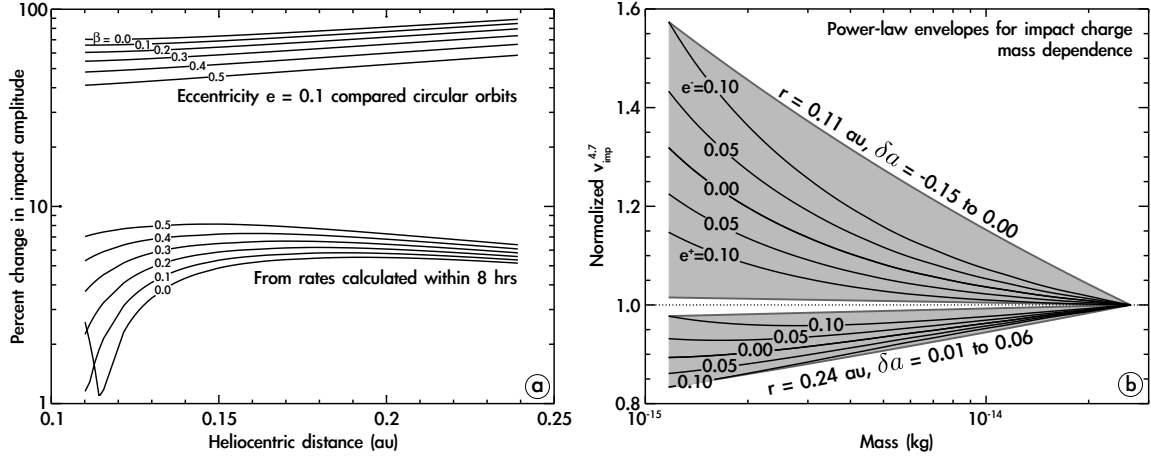 100
10
1
Percent change in impact amplitude
β = 0.0
0.1
0.2
0.3
0.4
0.5
Eccentricity e = 0.1 compared circular orbits
0.5
0.4
0.3
0.2
0.1
0.0
From rates calculated within 8 hrs
a
0.1
0.15
0.2
0.25
Heliocentric distance (au)
1.6
1.4
1.2
1.0
0.8
Normalized v_imp^4.7
Power-law envelopes for impact charge
mass dependence
e⁻=0.10
0.05
0.00
0.05
e⁺=0.10
r = 0.11 au, δa = -0.15 to 0.00
0.10
0.05
0.00
0.05
0.10
r = 0.24 au, δa = 0.01 to 0.06
b
10⁻¹⁵
10⁻¹⁴
Mass (kg)